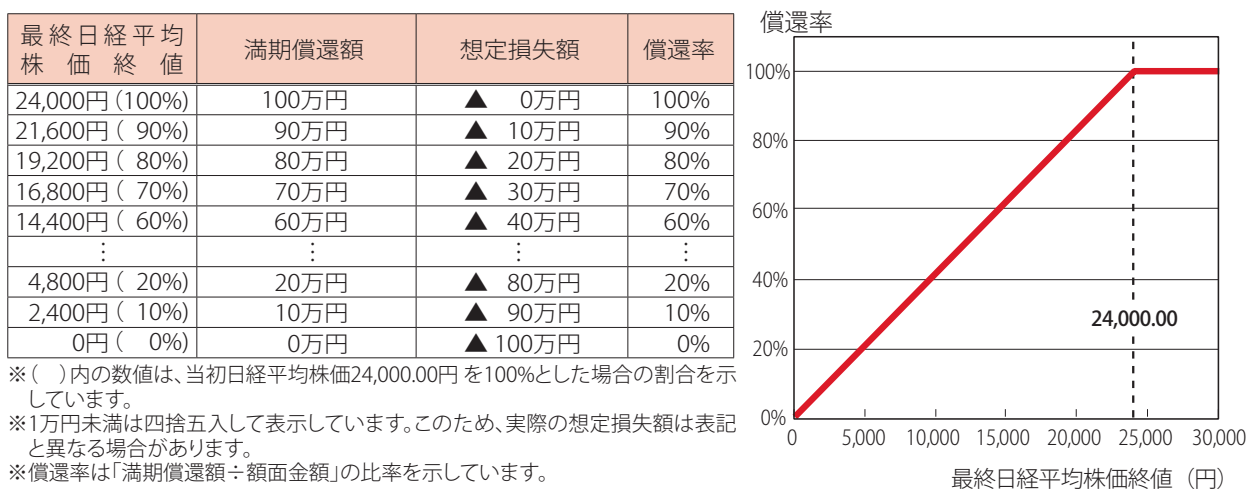 最終日経平均株価終値 満期償還額 想定損失額 償還率
24,000円(100%) 100万円 ▲ 0万円 100%
21,600円( 90%) 90万円 ▲ 10万円 90%
19,200円( 80%) 80万円 ▲ 20万円 80%
16,800円( 70%) 70万円 ▲ 30万円 70%
14,400円( 60%) 60万円 ▲ 40万円 60%
⋮ ⋮ ⋮ ⋮
4,800円( 20%) 20万円 ▲ 80万円 20%
2,400円( 10%) 10万円 ▲ 90万円 10%
0円( 0%) 0万円 ▲ 100万円 0%
※( )内の数値は、当初日経平均株価24,000.00円を100%とした場合の割合を示
しています。
※1万円未満は四捨五入して表示しています。このため、実際の想定損失額は表記
と異なる場合があります。
※償還率は「満期償還額÷額面金額」の比率を示しています。
償還率
100%
80%
60%
40%
20%
0%
24,000.00
0 5,000 10,000 15,000 20,000 25,000 30,000
最終日経平均株価終値(円)